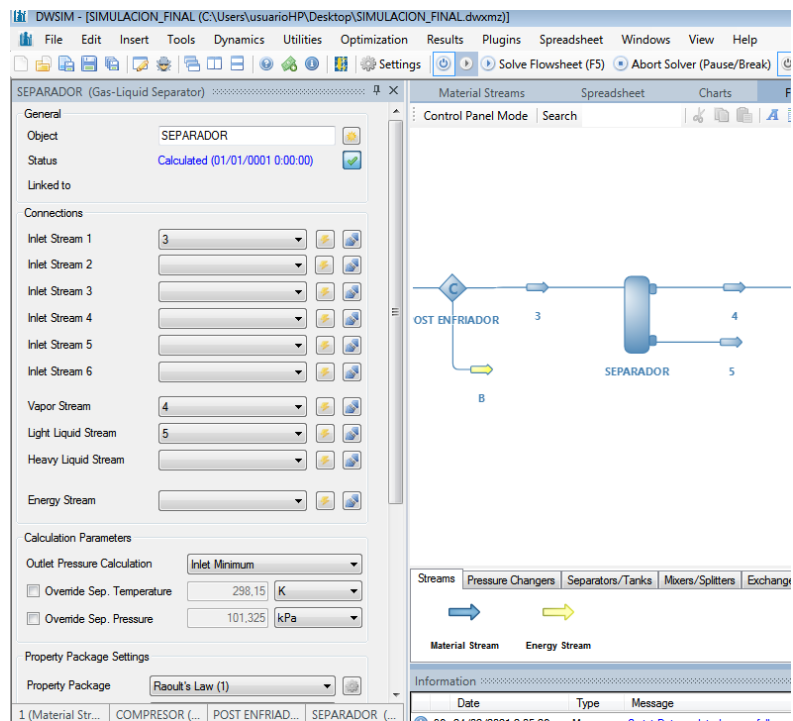 DWSIM - [SIMULACION_FINAL (C:\Users\usuarioHP\Desktop\SIMULACION_FINAL.dwxmz)]
File Edit Insert Tools Dynamics Utilities Optimization Results Plugins Spreadsheet Windows View Help
Settings Solve Flowsheet (F5) Abort Solver (Pause/Break)
SEPARADOR (Gas-Liquid Separator)
General
Object SEPARADOR
Status Calculated (01/01/0001 0:00:00)
Linked to
Connections
Inlet Stream 1 3
Inlet Stream 2
Inlet Stream 3
Inlet Stream 4
Inlet Stream 5
Inlet Stream 6
Vapor Stream 4
Light Liquid Stream 5
Heavy Liquid Stream
Energy Stream
Calculation Parameters
Outlet Pressure Calculation Inlet Minimum
Override Sep. Temperature 298,15 K
Override Sep. Pressure 101,325 kPa
Property Package Settings
Property Package Raoult's Law (1)
1 (Material Str... COMPRESOR (... POST ENFRIAD... SEPARADOR (...
Material Streams Spreadsheet Charts F
Control Panel Mode Search A
C
OST ENFRIADOR 3 4
SEPARADOR 5
B
Streams Pressure Changers Separators/Tanks Mixers/Splitters Exchange
Material Stream Energy Stream
Information
Date Type Message